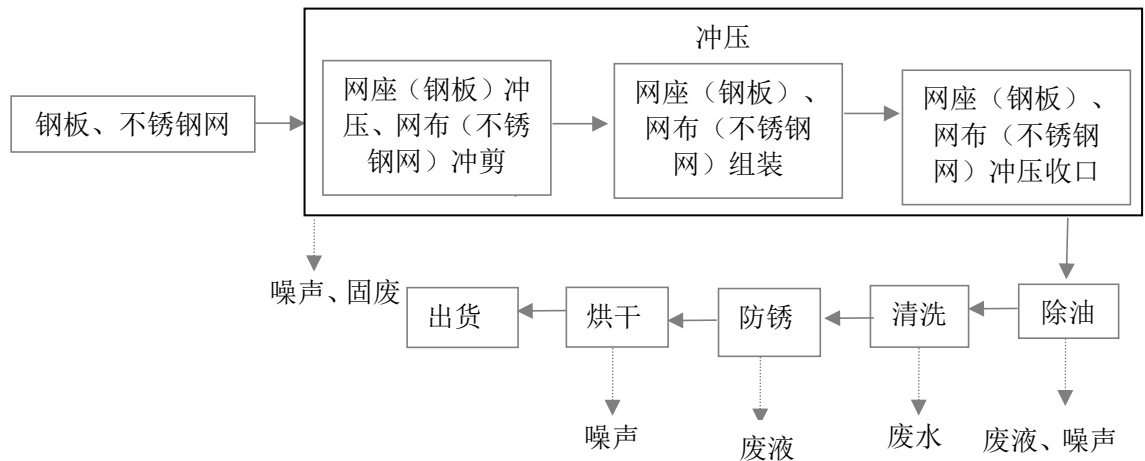 冲压
钢板、不锈钢网
网座（钢板）冲
压、网布（不锈
钢网）冲剪
网座（钢板）、
网布（不锈钢
网）组装
网座（钢板）、
网布（不锈钢
网）冲压收口
噪声、固废
出货
烘干
防锈
清洗
除油
噪声
废液
废水
废液、噪声